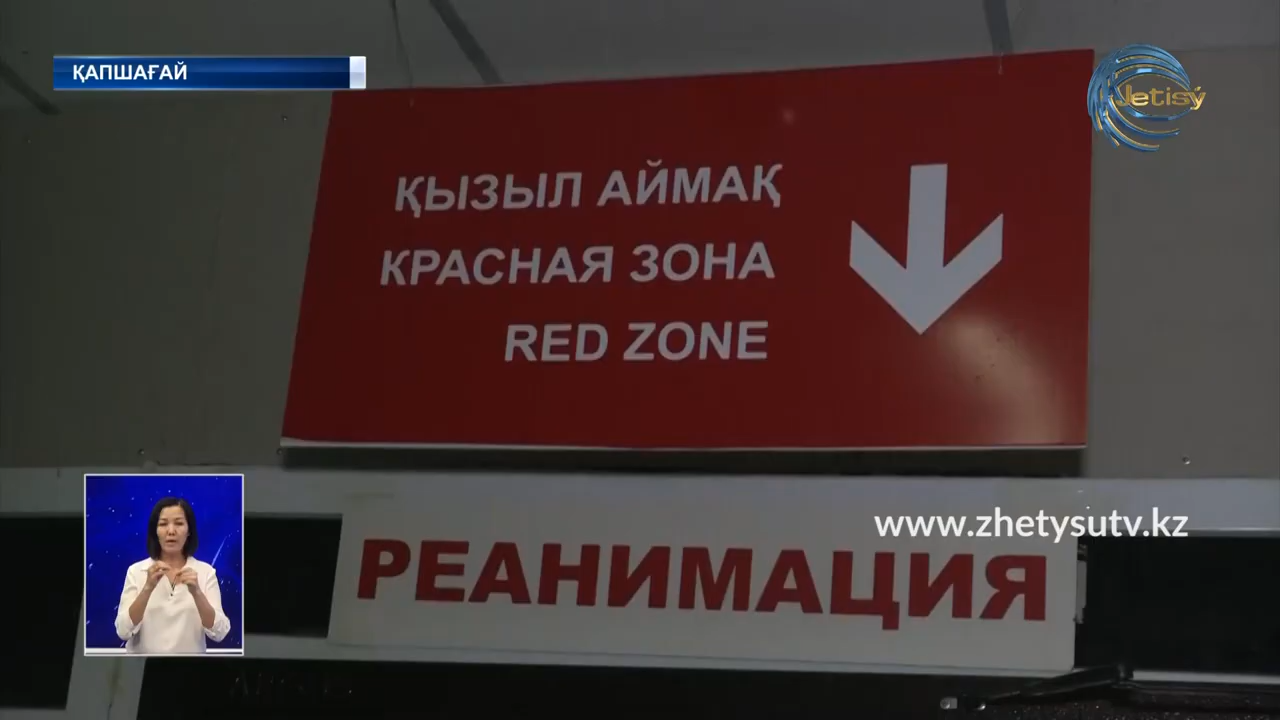 ҚАПШАҒАЙ
Jetisý
ҚЫЗЫЛ АЙМАҚ
КРАСНАЯ ЗОНА
RED ZONE
www.zhetysutv.kz
РЕАНИМАЦИЯ